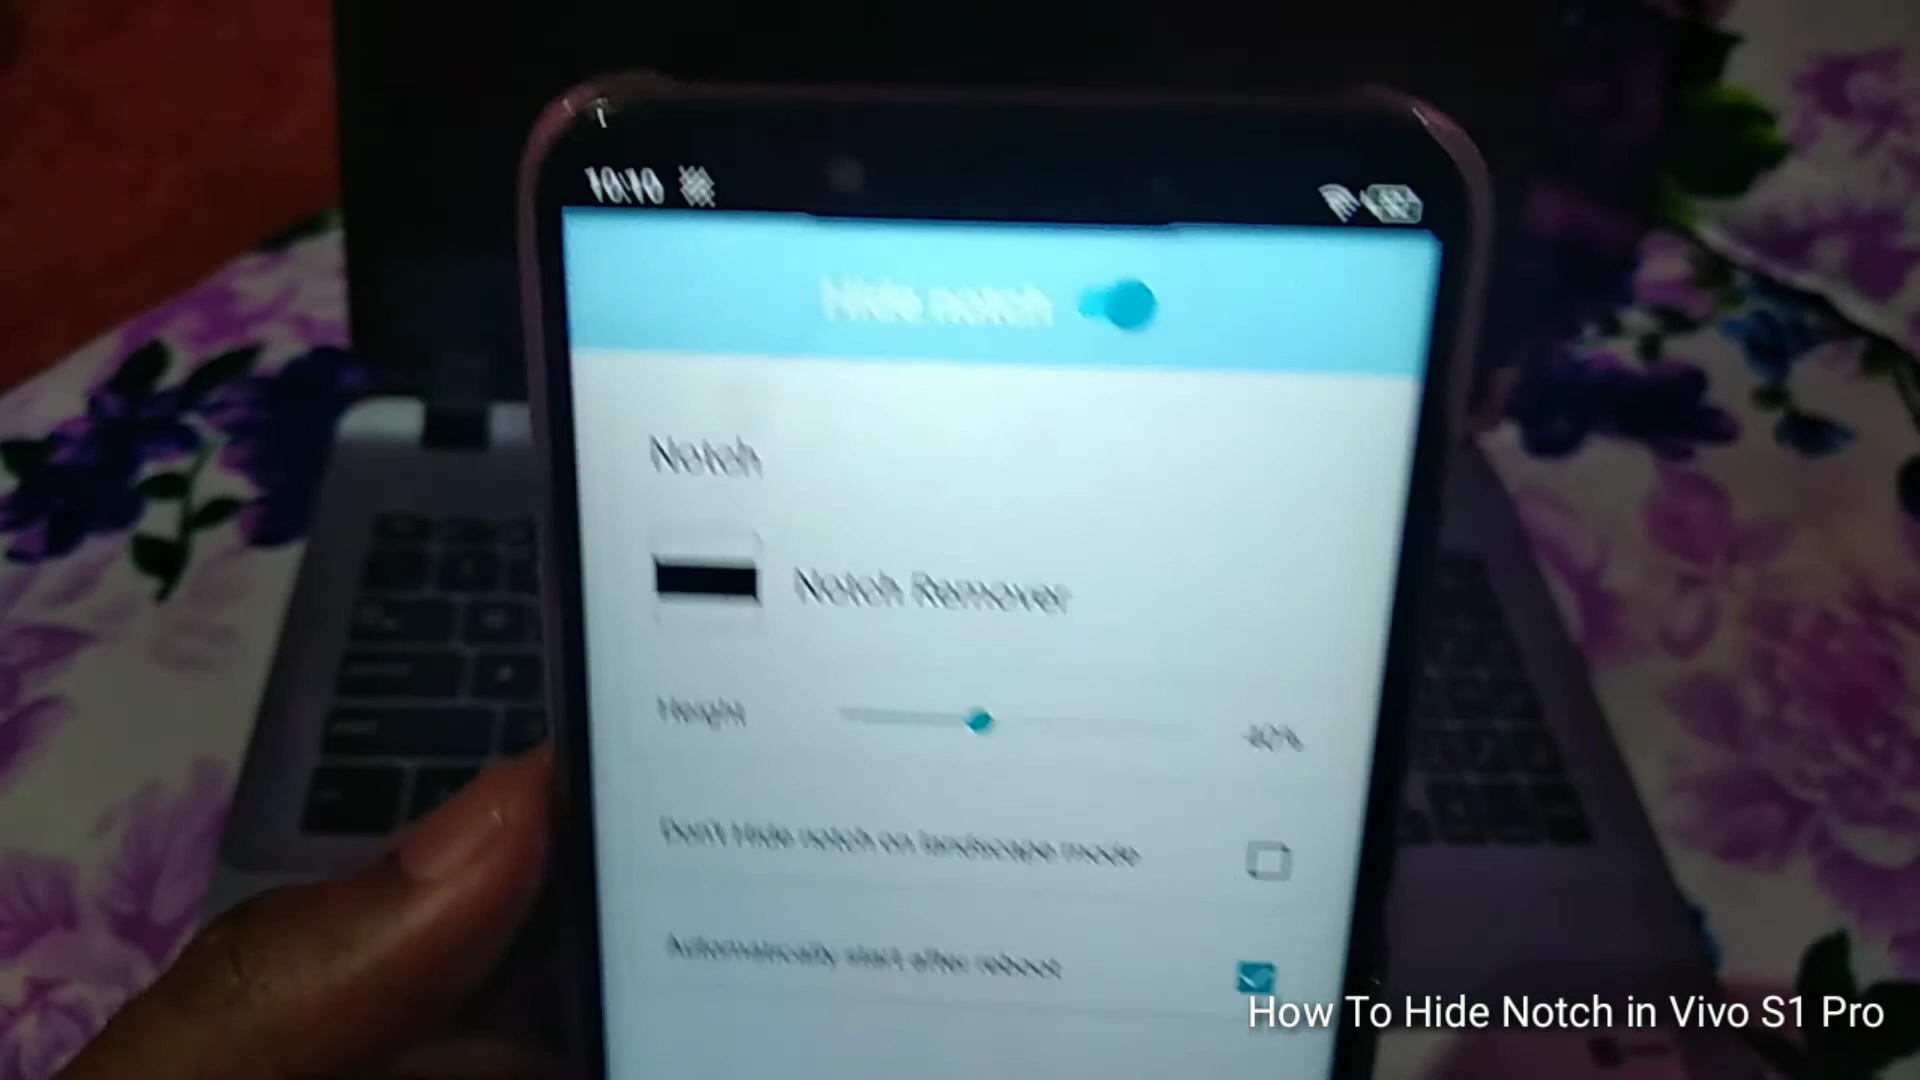 10:10
Hide notch
Notch
Notch Remover
Height 40%
Don't Hide notch on landscape mode
Automatically start after reboot
How To Hide Notch in Vivo S1 Pro